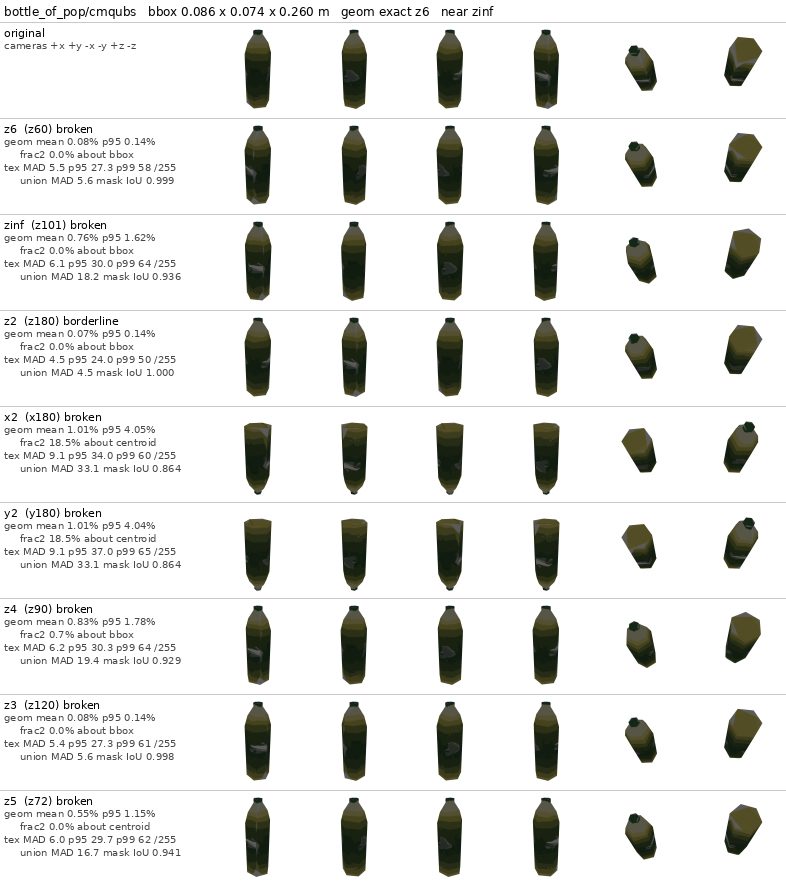 bottle_of_pop/cmqubs bbox 0.086 x 0.074 x 0.260 m geom exact z6 near zinf
original
cameras +x +y -x -y +z -z
z6 (z60) broken
geom mean 0.08% p95 0.14%
frac2 0.0% about bbox
tex MAD 5.5 p95 27.3 p99 58 /255
union MAD 5.6 mask IoU 0.999
zinf (z101) broken
geom mean 0.76% p95 1.62%
frac2 0.0% about bbox
tex MAD 6.1 p95 30.0 p99 64 /255
union MAD 18.2 mask IoU 0.936
z2 (z180) borderline
geom mean 0.07% p95 0.14%
frac2 0.0% about bbox
tex MAD 4.5 p95 24.0 p99 50 /255
union MAD 4.5 mask IoU 1.000
x2 (x180) broken
geom mean 1.01% p95 4.05%
frac2 18.5% about centroid
tex MAD 9.1 p95 34.0 p99 60 /255
union MAD 33.1 mask IoU 0.864
y2 (y180) broken
geom mean 1.01% p95 4.04%
frac2 18.5% about centroid
tex MAD 9.1 p95 37.0 p99 65 /255
union MAD 33.1 mask IoU 0.864
z4 (z90) broken
geom mean 0.83% p95 1.78%
frac2 0.7% about bbox
tex MAD 6.2 p95 30.3 p99 64 /255
union MAD 19.4 mask IoU 0.929
z3 (z120) broken
geom mean 0.08% p95 0.14%
frac2 0.0% about bbox
tex MAD 5.4 p95 27.3 p99 61 /255
union MAD 5.6 mask IoU 0.998
z5 (z72) broken
geom mean 0.55% p95 1.15%
frac2 0.0% about centroid
tex MAD 6.0 p95 29.7 p99 62 /255
union MAD 16.7 mask IoU 0.941